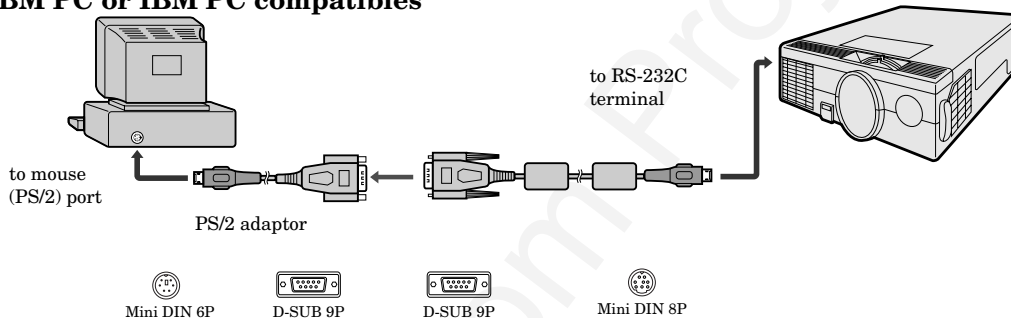 BM PC or IBM PC compatibles
to RS-232C
terminal
to mouse
(PS/2) port
PS/2 adaptor
Mini DIN 6P
D-SUB 9P
D-SUB 9P
Mini DIN 8P